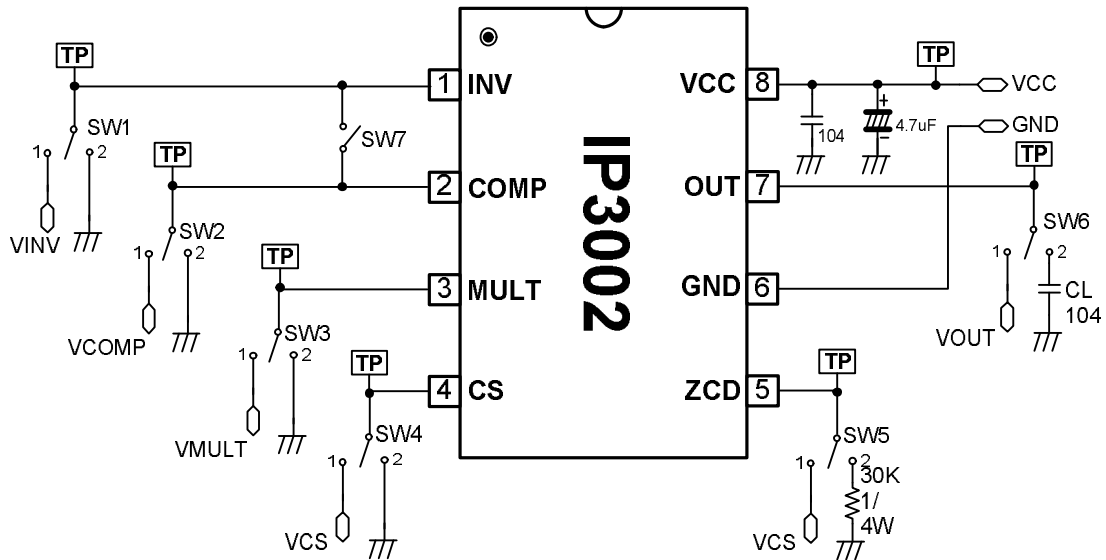 TP
1 INV
SW1
1 2
VINV
SW7
TP
2 COMP
SW2
1 2
VCOMP
TP
3 MULT
SW3
1 2
VMULT
TP
4 CS
SW4
1 2
VCS
IP3002
VCC 8
TP
VCC
104
+
4.7uF
-
GND
TP
OUT 7
SW6
1 2
VOUT
CL
104
GND 6
TP
ZCD 5
SW5
1 2
VCS
30K
1/
4W